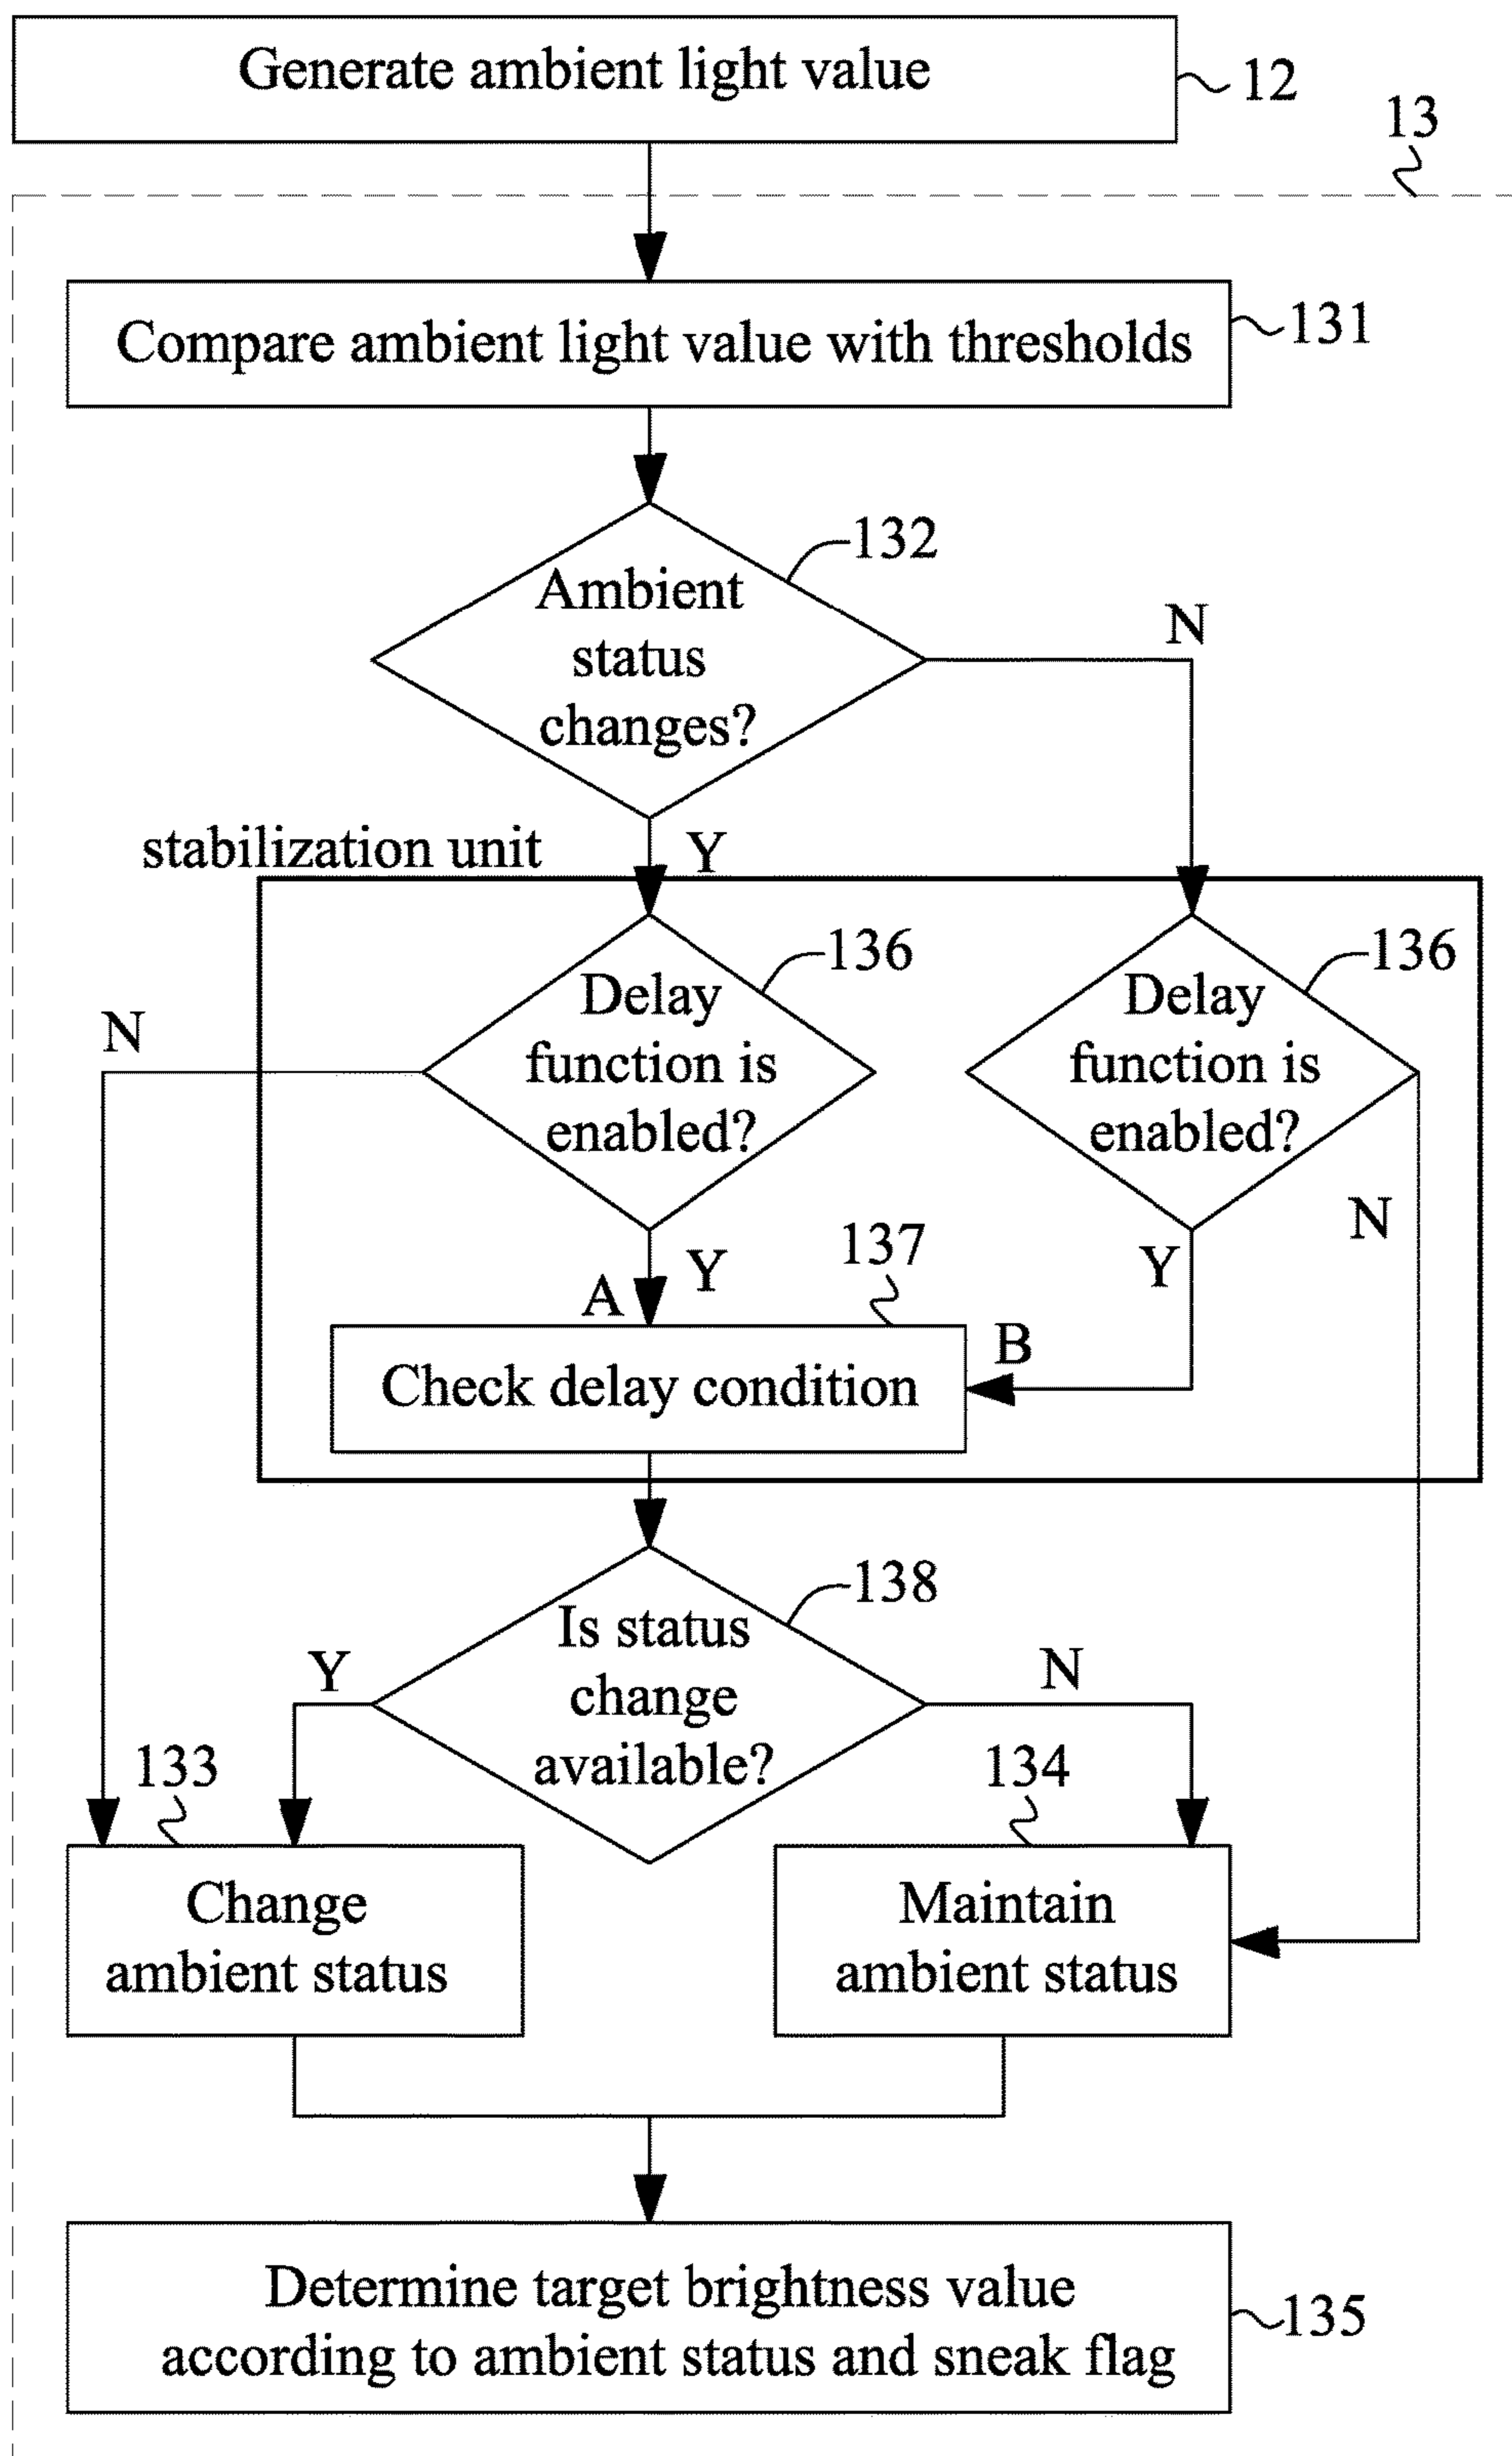 Generate ambient light value
12
13
Compare ambient light value with thresholds
131
Ambient
status
changes?
132
N
Y
stabilization unit
Delay
function is
enabled?
136
N
Delay
function is
enabled?
136
N
Y
A
137
Y
B
Check delay condition
Is status
change
available?
138
Y
N
133
134
Change
ambient status
Maintain
ambient status
Determine target brightness value
according to ambient status and sneak flag
135